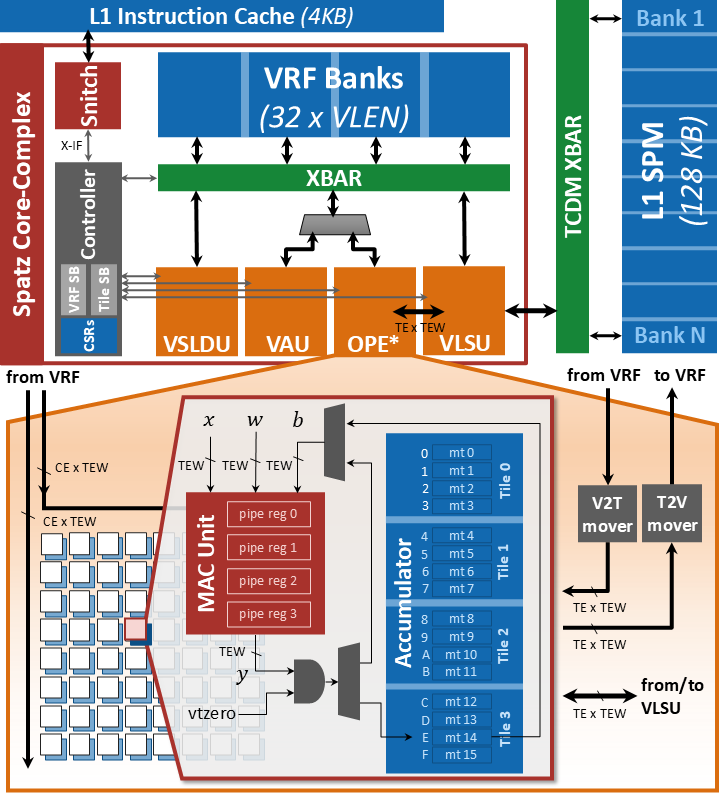 L1 Instruction Cache (4KB)
Spatz Core-Complex
Snitch
X-IF
Controller
VRF SB
Tile SB
CSRs
VRF Banks
(32 x VLEN)
XBAR
VSLDU
VAU
OPE*
VLSU
TE x TEW
TCDM XBAR
Bank 1
L1 SPM
(128 KB)
Bank N
from VRF
CE x TEW
CE x TEW
x
w
b
TEW
TEW
TEW
MAC Unit
pipe reg 0
pipe reg 1
pipe reg 2
pipe reg 3
TEW
y
vtzero
Accumulator
0 mt 0
1 mt 1
2 mt 2
3 mt 3
Tile 0
4 mt 4
5 mt 5
6 mt 6
7 mt 7
Tile 1
8 mt 8
9 mt 9
A mt 10
B mt 11
Tile 2
C mt 12
D mt 13
E mt 14
F mt 15
Tile 3
from VRF
to VRF
V2T
mover
T2V
mover
TE x TEW
TE x TEW
from/to
VLSU
TE x TEW